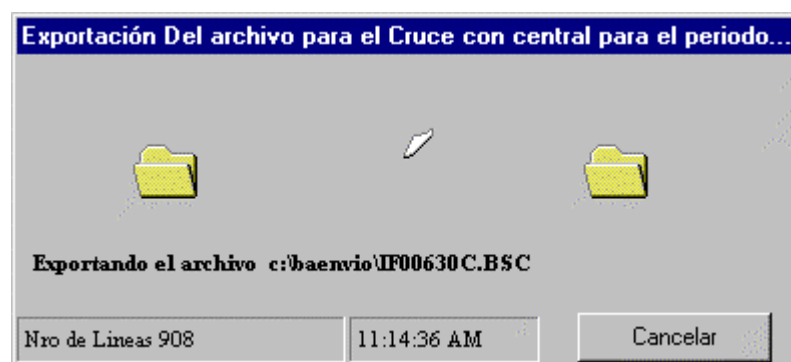 Exportación Del archivo para el Cruce con central para el periodo...
Exportando el archivo c:\baenvio\IF00630C.BSC
Nro de Lineas 908
11:14:36 AM
Cancelar